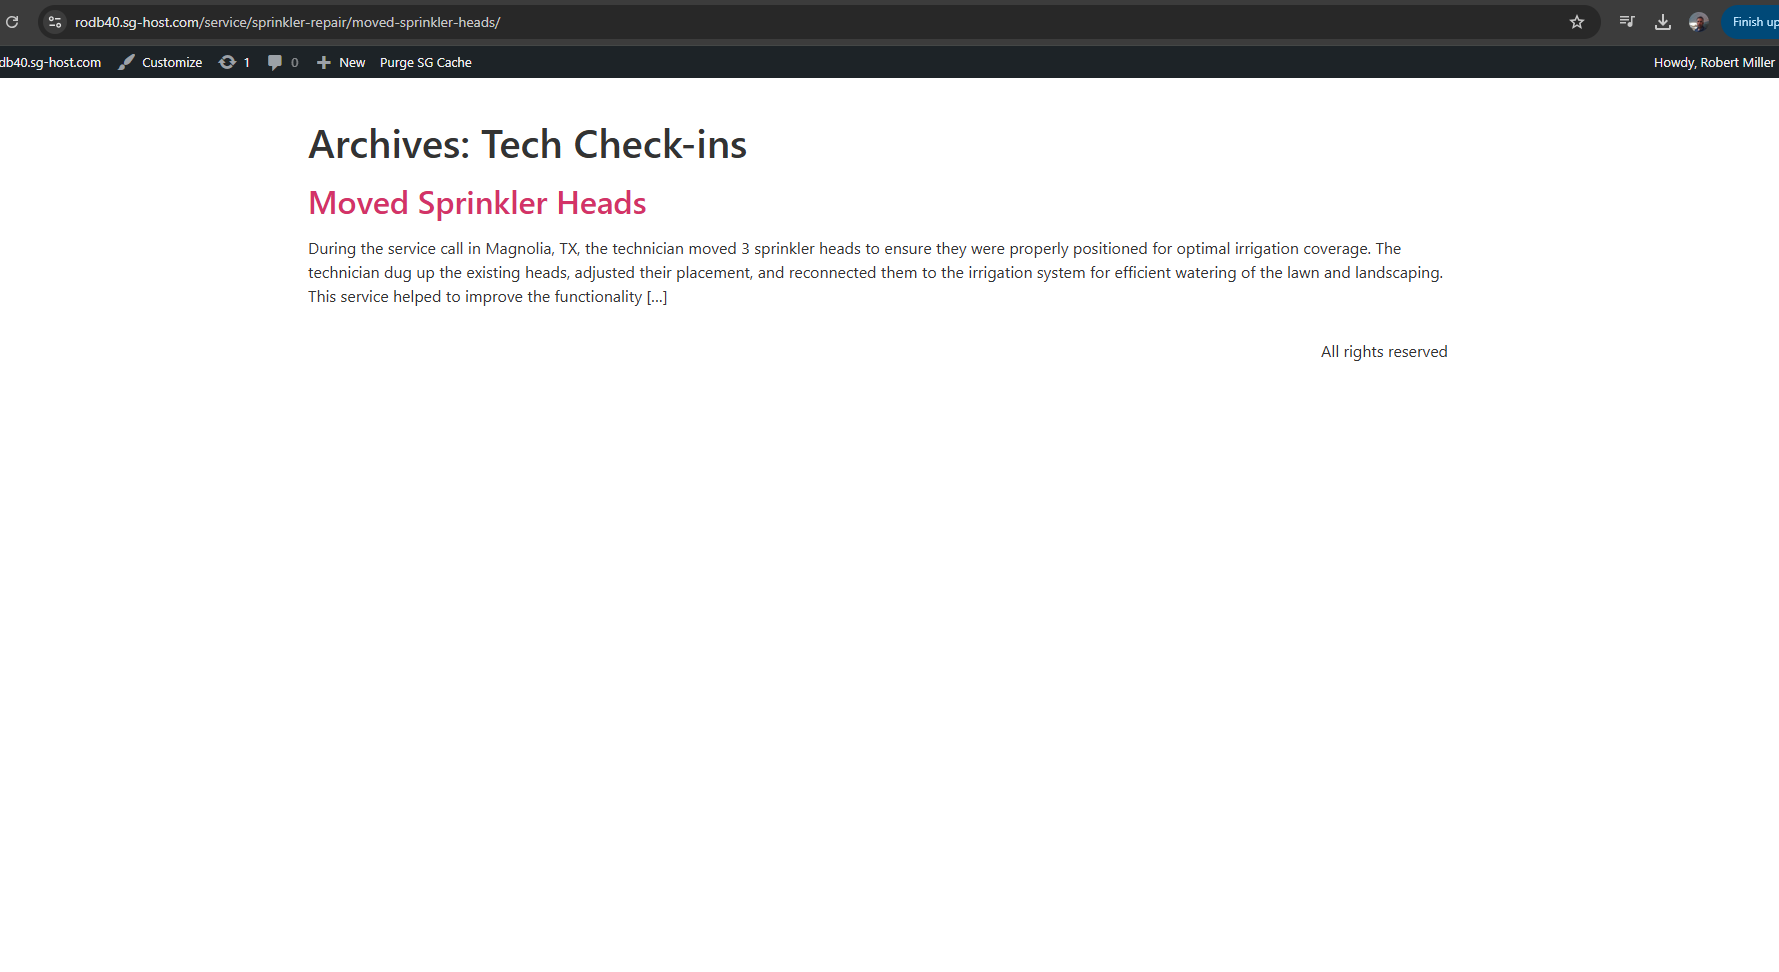 rodb40.sg-host.com/service/sprinkler-repair/moved-sprinkler-heads/
Finish up
db40.sg-host.com Customize 1 0 New Purge SG Cache Howdy, Robert Miller
Archives: Tech Check-ins
Moved Sprinkler Heads
During the service call in Magnolia, TX, the technician moved 3 sprinkler heads to ensure they were properly positioned for optimal irrigation coverage. The
technician dug up the existing heads, adjusted their placement, and reconnected them to the irrigation system for efficient watering of the lawn and landscaping.
This service helped to improve the functionality [...]
All rights reserved